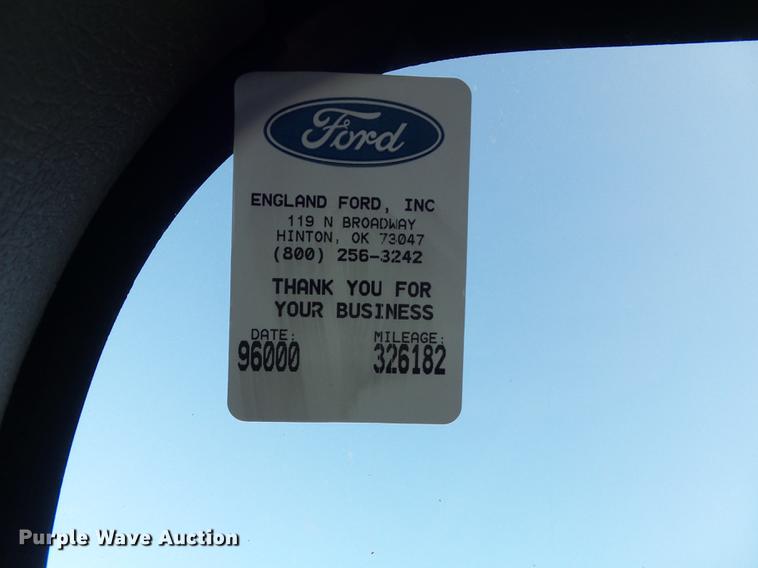 Ford
ENGLAND FORD, INC
119 N BROADWAY
HINTON, OK 73047
(800) 256-3242
THANK YOU FOR
YOUR BUSINESS
DATE: MILEAGE:
96000 326182
Purple Wave Auction